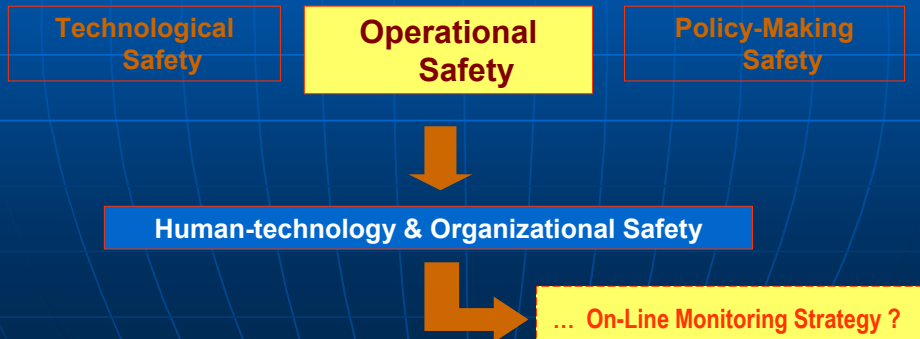 Technological
Safety
Operational
Safety
Policy-Making
Safety
Human-technology & Organizational Safety
... On-Line Monitoring Strategy ?